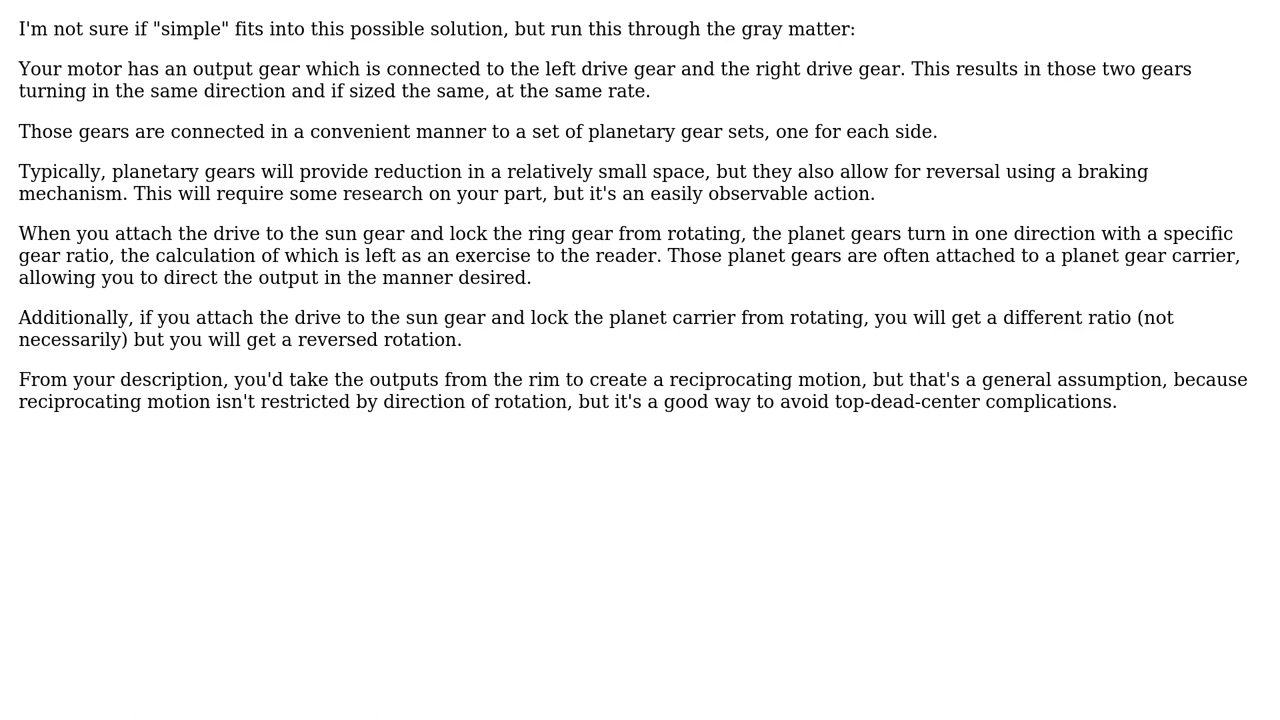 I'm not sure if "simple" fits into this possible solution, but run this through the gray matter:
Your motor has an output gear which is connected to the left drive gear and the right drive gear. This results in those two gears
turning in the same direction and if sized the same, at the same rate.
Those gears are connected in a convenient manner to a set of planetary gear sets, one for each side.
Typically, planetary gears will provide reduction in a relatively small space, but they also allow for reversal using a braking
mechanism. This will require some research on your part, but it's an easily observable action.
When you attach the drive to the sun gear and lock the ring gear from rotating, the planet gears turn in one direction with a specific
gear ratio, the calculation of which is left as an exercise to the reader. Those planet gears are often attached to a planet gear carrier,
allowing you to direct the output in the manner desired.
Additionally, if you attach the drive to the sun gear and lock the planet carrier from rotating, you will get a different ratio (not
necessarily) but you will get a reversed rotation.
From your description, you'd take the outputs from the rim to create a reciprocating motion, but that's a general assumption, because
reciprocating motion isn't restricted by direction of rotation, but it's a good way to avoid top-dead-center complications.